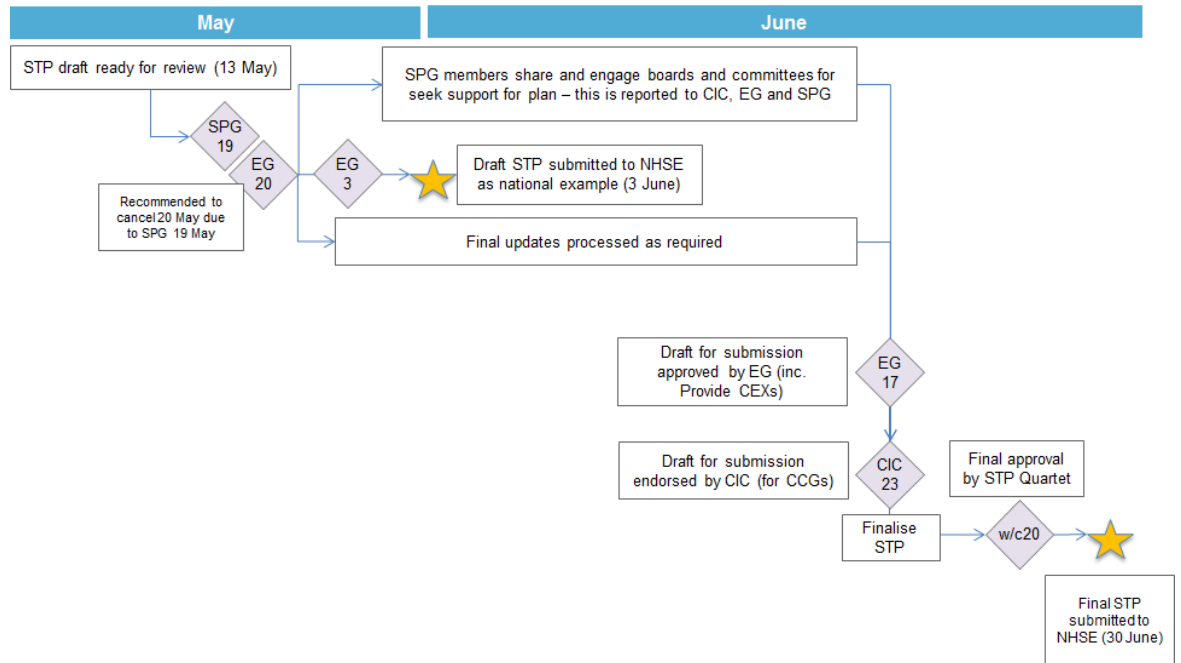 May
June
STP draft ready for review (13 May)
SPG members share and engage boards and committees for
seek support for plan – this is reported to CIC, EG and SPG
SPG
19
EG
20
EG
3
Draft STP submitted to NHSE
as national example (3 June)
Recommended to
cancel 20 May due
to SPG 19 May
Final updates processed as required
Draft for submission
approved by EG (inc.
Provide CEXs)
EG
17
Draft for submission
endorsed by CIC (for CCGs)
CIC
23
Final approval
by STP Quartet
Finalise
STP
w/c20
Final STP
submitted to
NHSE (30 June)